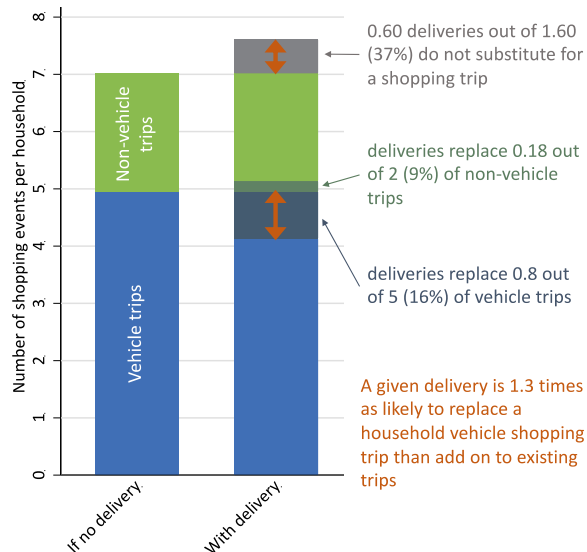 Number of shopping events per household
8.
7.
6.
5.
4.
3.
2.
1.
0.
Non-vehicle
trips
Vehicle trips
If no delivery.
With delivery.
0.60 deliveries out of 1.60
(37%) do not substitute for
a shopping trip
deliveries replace 0.18 out
of 2 (9%) of non-vehicle
trips
deliveries replace 0.8 out
of 5 (16%) of vehicle trips
A given delivery is 1.3 times
as likely to replace a
household vehicle shopping
trip than add on to existing
trips